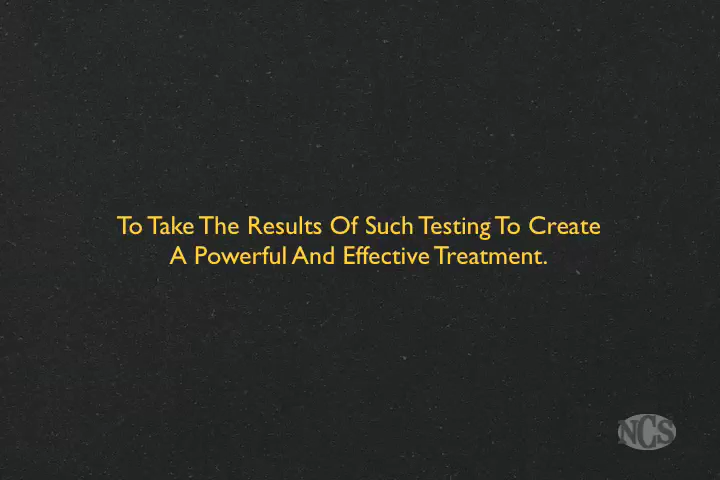 To Take The Results Of Such Testing To Create
A Powerful And Effective Treatment.
NCS